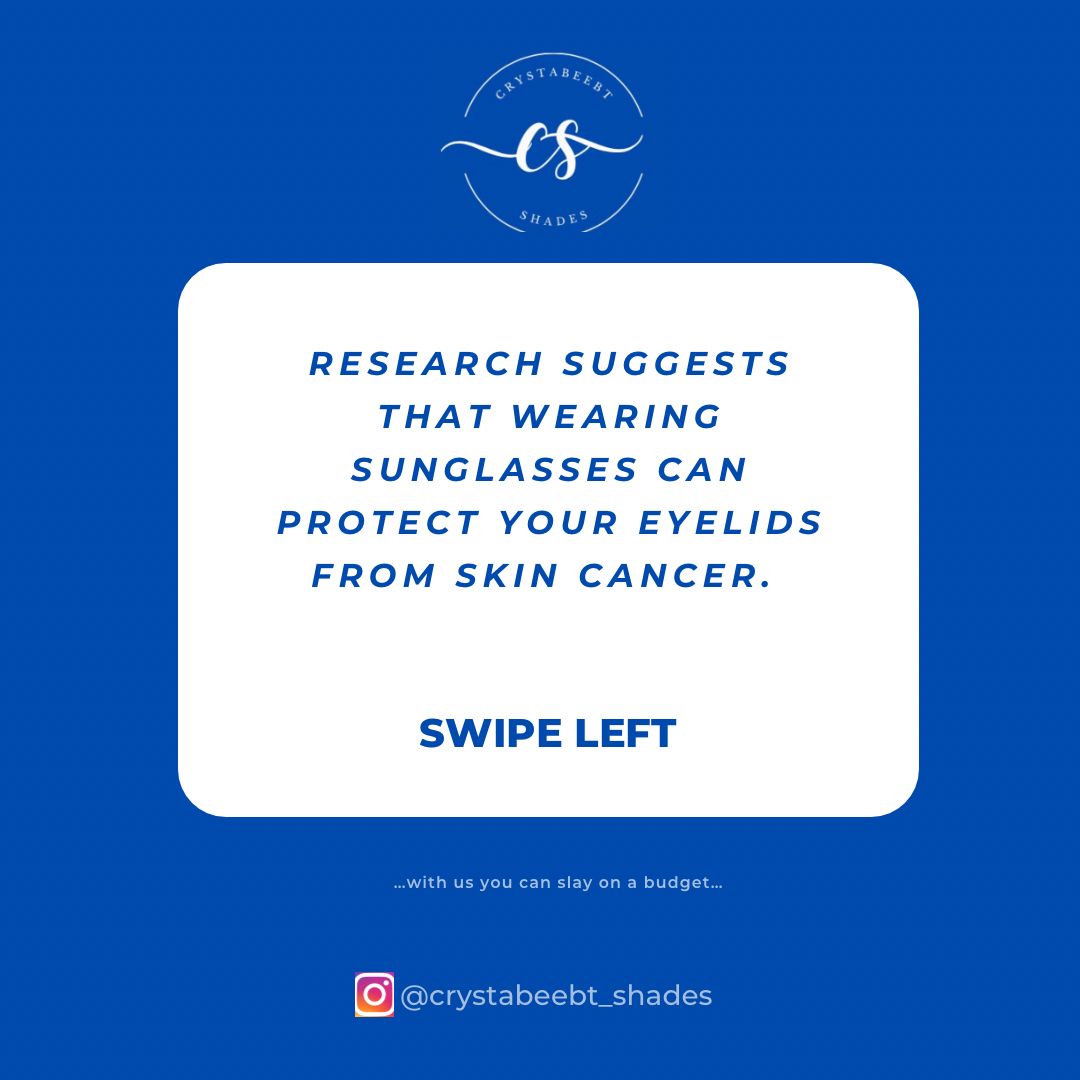 CRYSTABEEBT
CS
SHADES
RESEARCH SUGGESTS
THAT WEARING
SUNGLASSES CAN
PROTECT YOUR EYELIDS
FROM SKIN CANCER.
SWIPE LEFT
...with us you can slay on a budget...
@crystabeebt_shades